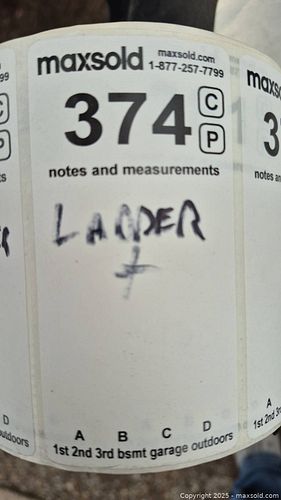 maxsold maxsold.com
1-877-257-7799
374 C
P
notes and measurements
LADDER
+
A B C D
1st 2nd 3rd bsmt garage outdoors
Copyright © 2025 - maxsold.com